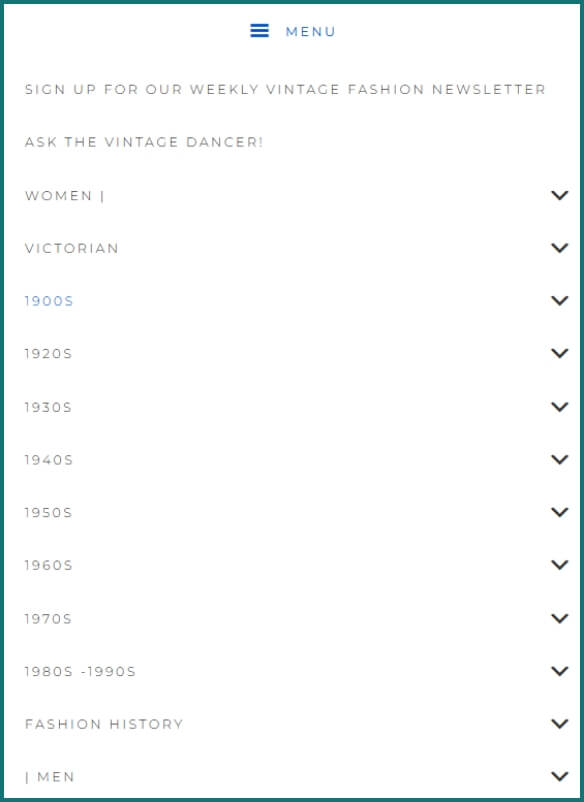 MENU
SIGN UP FOR OUR WEEKLY VINTAGE FASHION NEWSLETTER
ASK THE VINTAGE DANCER!
WOMEN |
VICTORIAN
1900S
1920S
1930S
1940S
1950S
1960S
1970S
1980S -1990S
FASHION HISTORY
| MEN